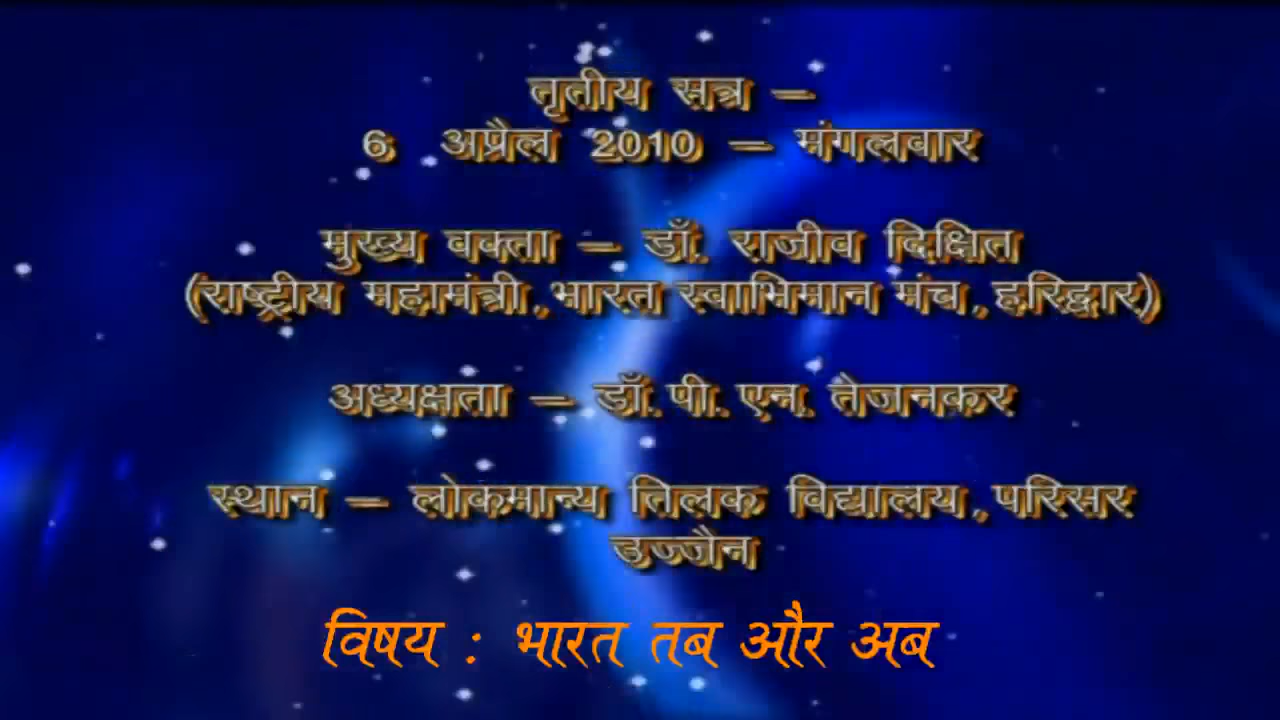 तृतीय सत्र –
6 अप्रैल 2010 – मंगलवार
मुख्य वक्ता – डॉ. राजीव दिक्षित
(राष्ट्रीय महामंत्री, भारत स्वाभिमान मंच, हरिद्वार)
अध्यक्षता – डॉ. पी. एन. तेजनकर
स्थान – लोकमान्य तिलक विद्यालय, परिसर
उज्जैन
विषय : भारत तब और अब